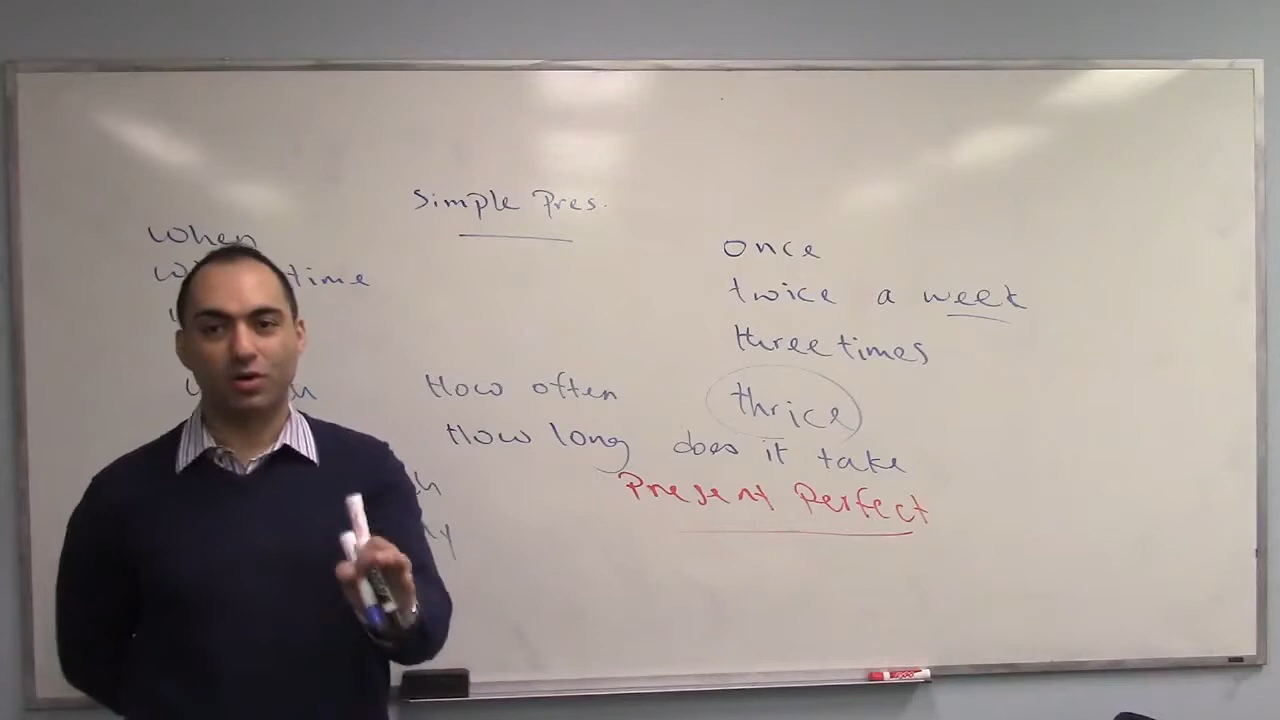 Simple Pres.
When
time
How often
How long does it take
once
twice a week
three times
thrice
Present Perfect